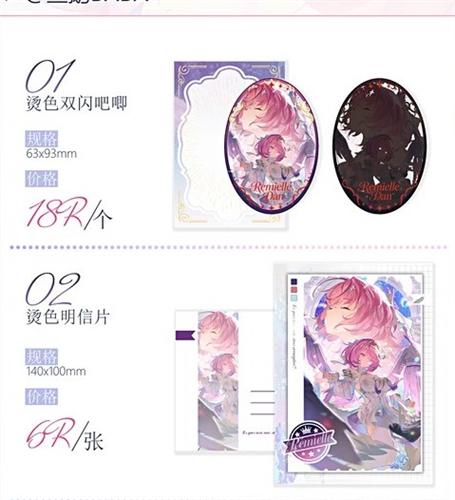 01
烫色双闪吧唧
规格
63x93mm
价格
18R/个
Remielle
Dan
Remielle
Dan
02
烫色明信片
规格
140x100mm
价格
6R/张
Remielle